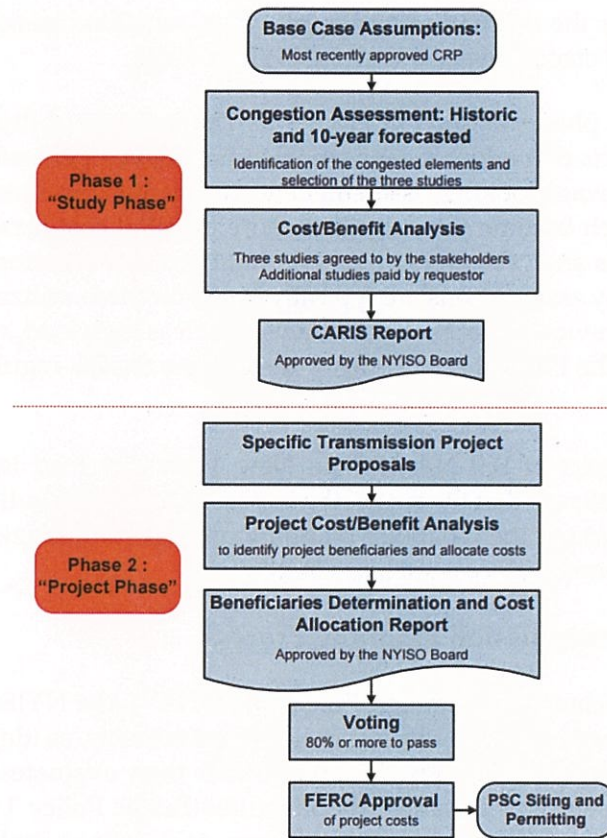 Base Case Assumptions:
Most recently approved CRP
Congestion Assessment: Historic
and 10-year forecasted
Identification of the congested elements and
selection of the three studies
Phase 1 :
“Study Phase”
Cost/Benefit Analysis
Three studies agreed to by the stakeholders
Additional studies paid by requestor
CARIS Report
Approved by the NYISO Board
Specific Transmission Project
Proposals
Project Cost/Benefit Analysis
to identify project beneficiaries and allocate costs
Phase 2 :
“Project Phase”
Beneficiaries Determination and Cost
Allocation Report
Approved by the NYISO Board
Voting
80% or more to pass
FERC Approval
of project costs
PSC Siting and
Permitting